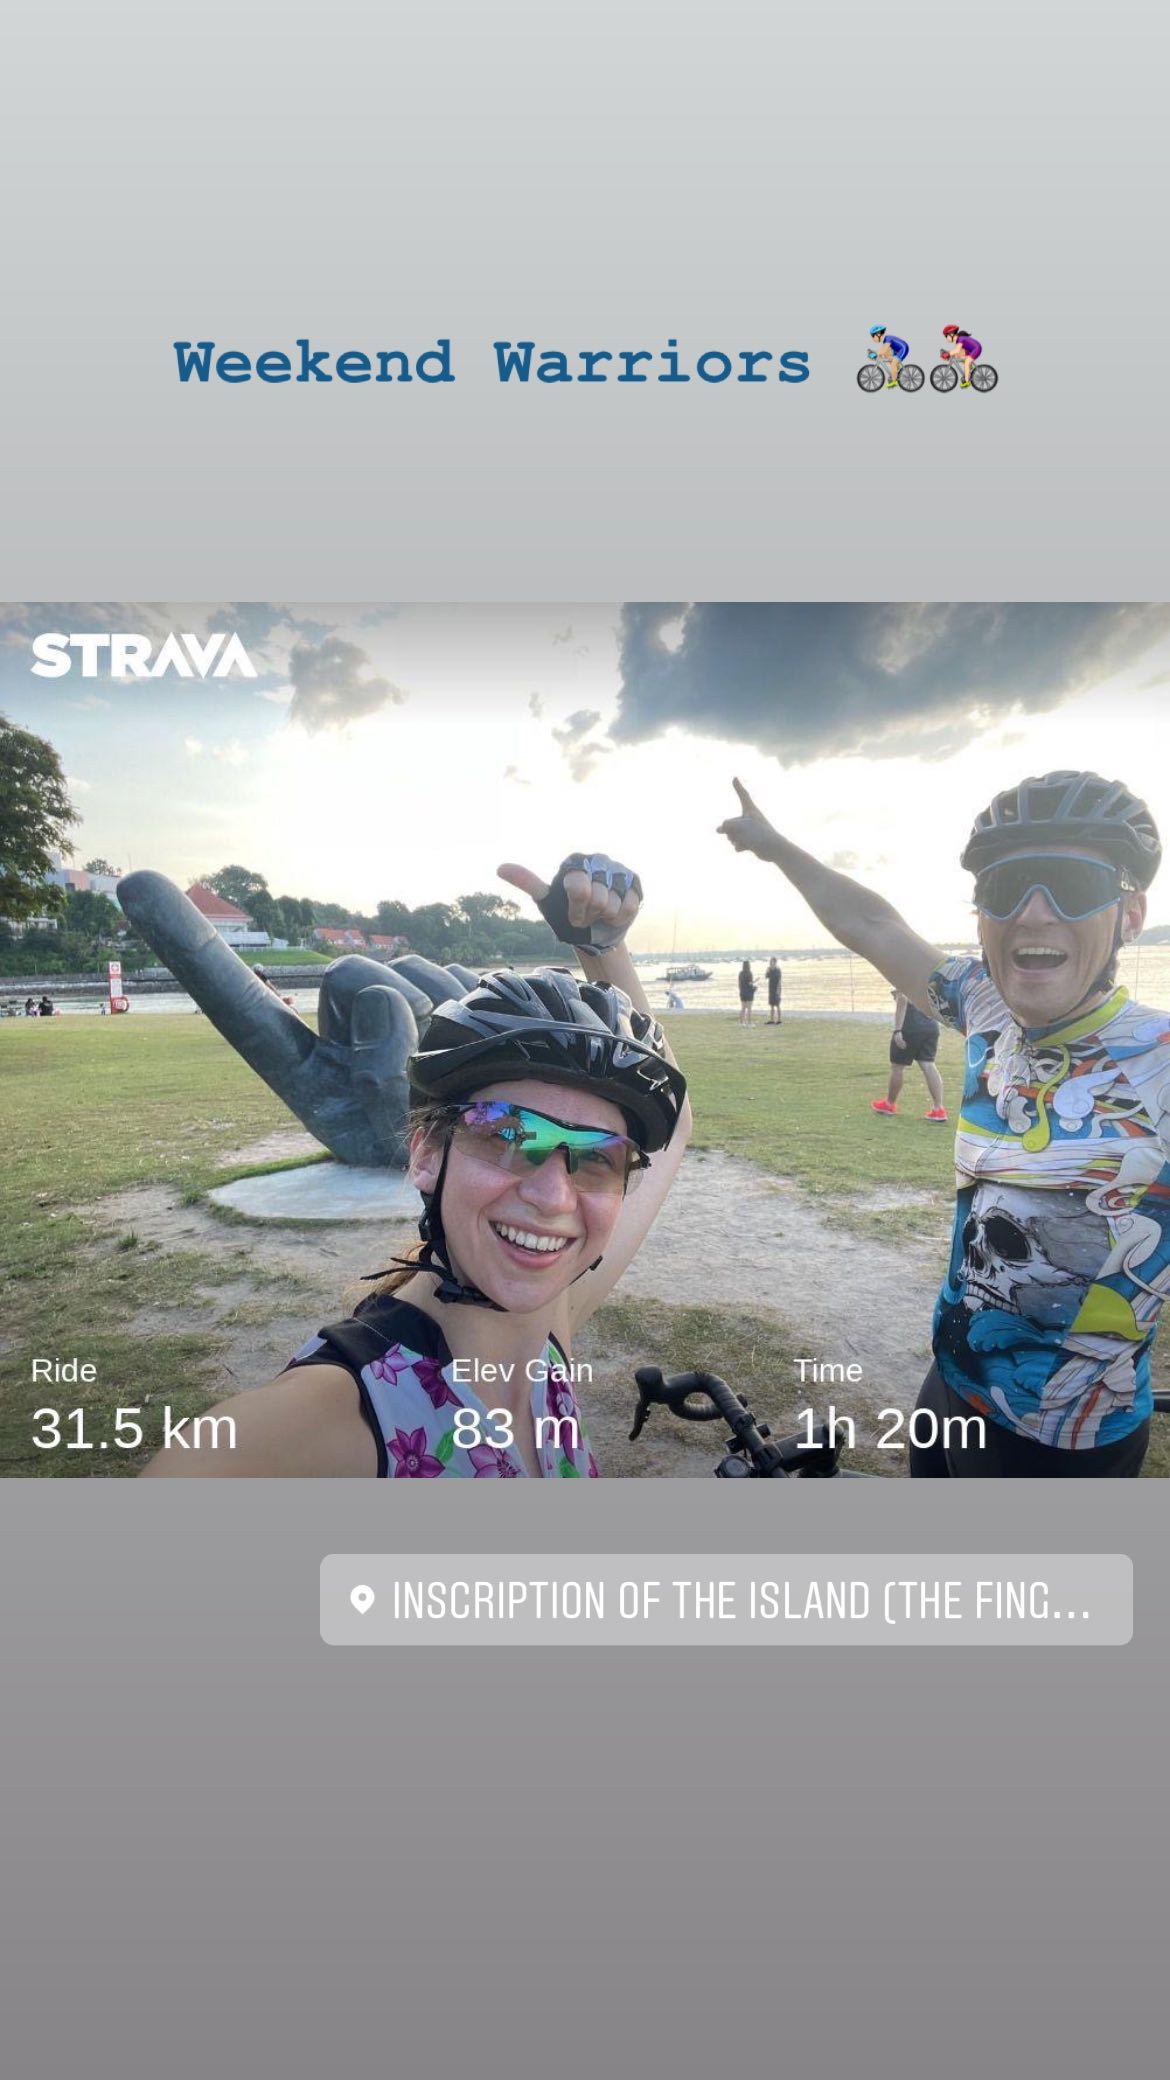 Weekend Warriors
STRAVA
Ride Elev Gain Time
31.5 km 83 m 1h 20m
INSCRIPTION OF THE ISLAND (THE FING...